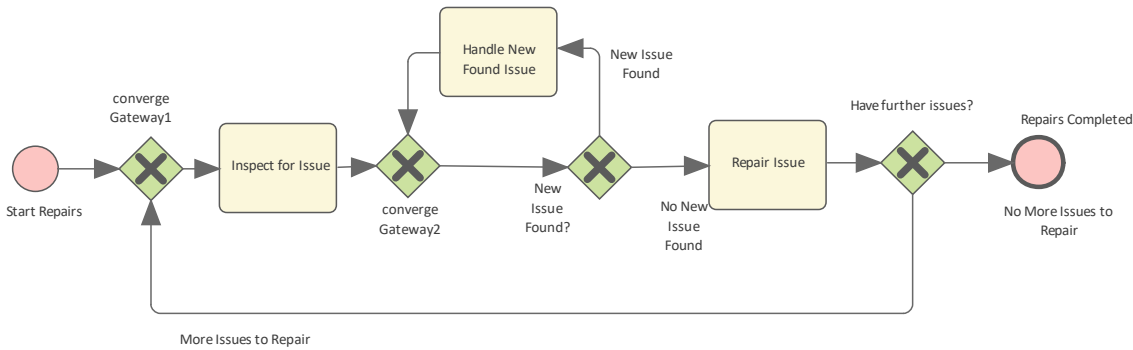 Handle New
Found Issue
New Issue
Found
converge
Gateway1
Have further issues?
Repairs Completed
Inspect for Issue
Repair Issue
Start Repairs
converge
Gateway2
New
Issue
Found?
No New
Issue
Found
No More Issues to
Repair
More Issues to Repair